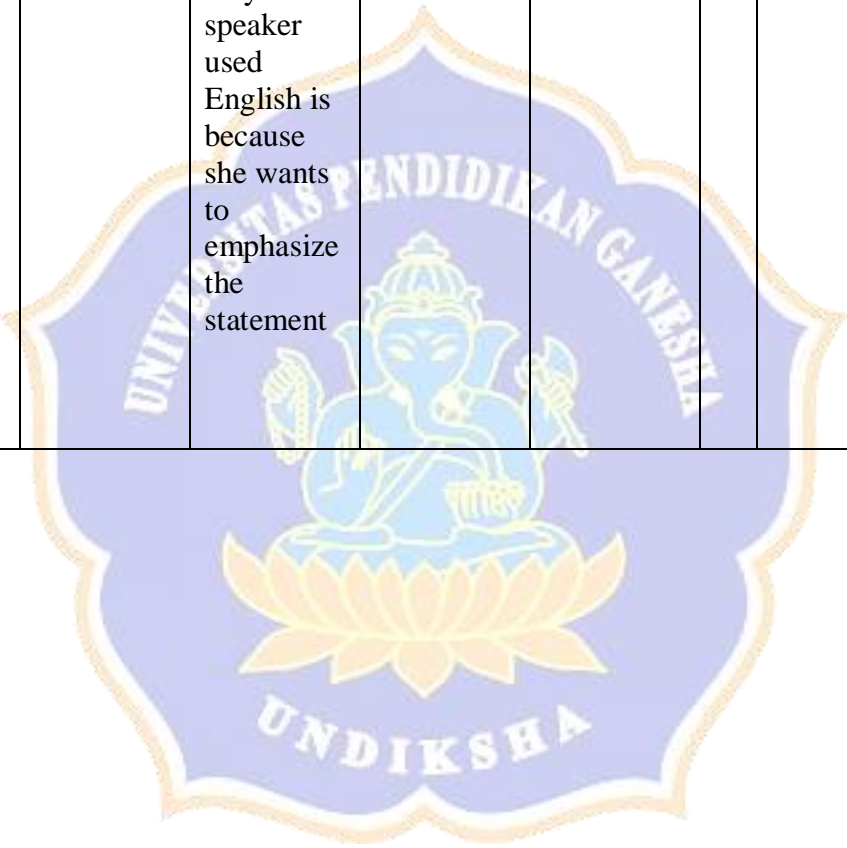 speaker
used
English is
because
she wants
to
emphasize
the
statement
UNIVERSITAS PENDIDIKAN GANESHA
UNDIKSHA